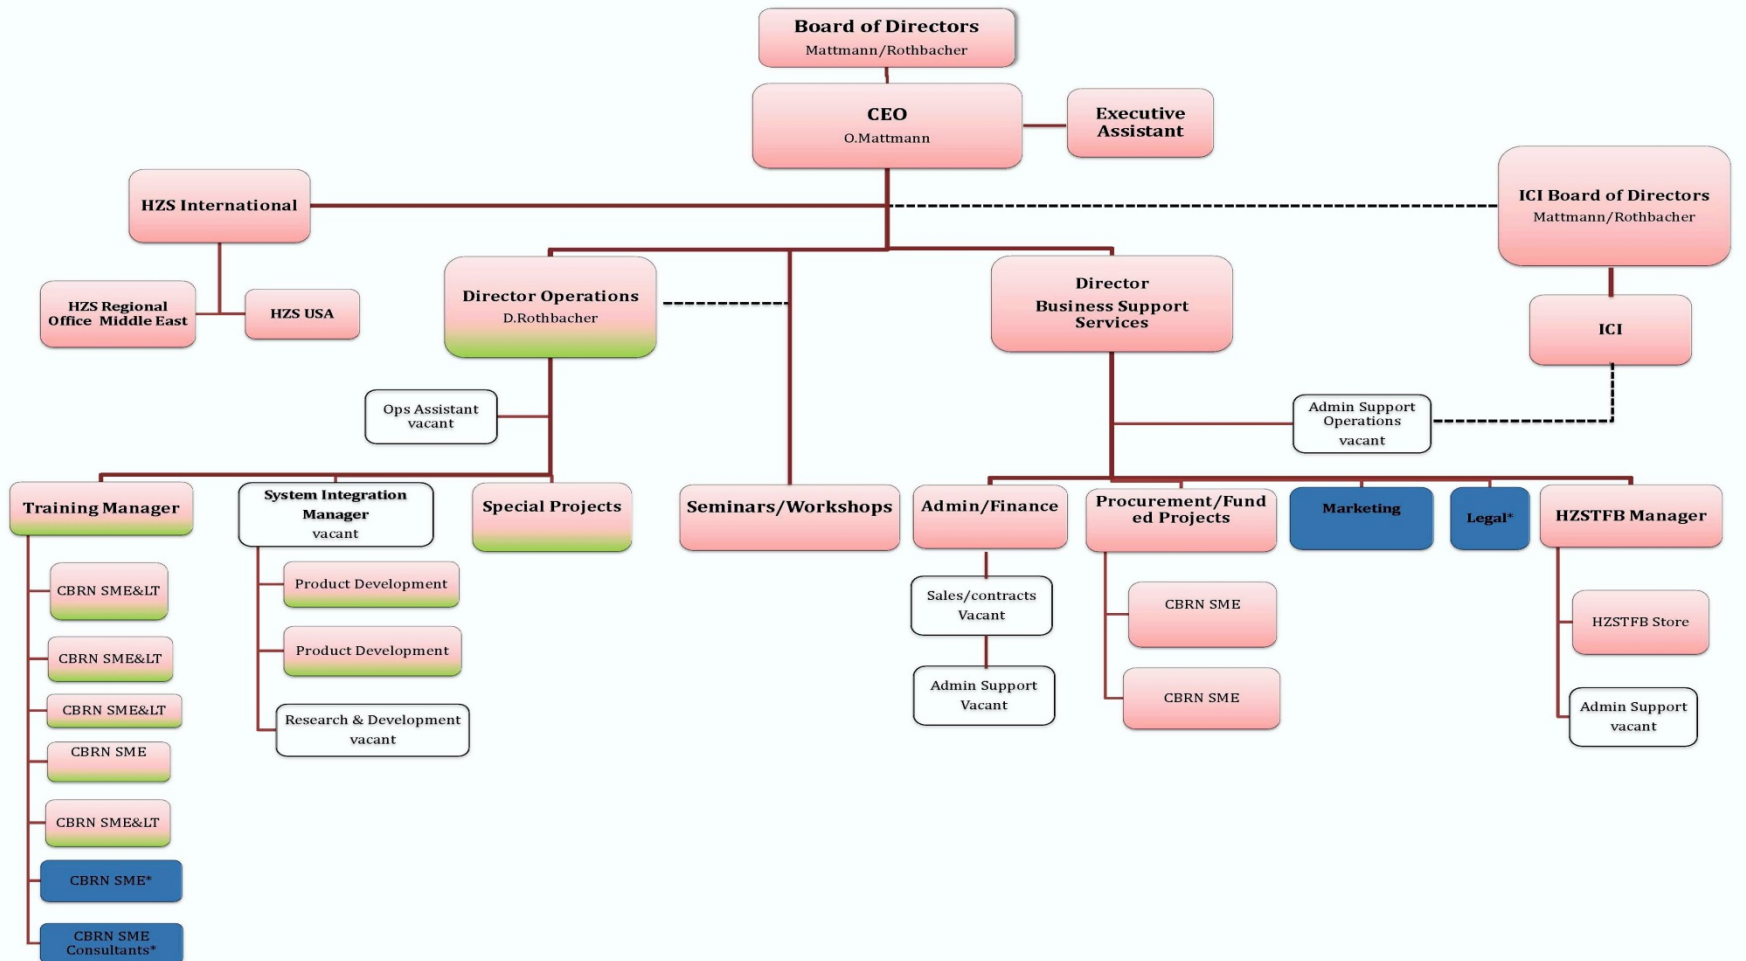 Board of Directors
Mattmann/Rothbacher
CEO
O.Mattmann
Executive
Assistant
HZS International
ICI Board of Directors
Mattmann/Rothbacher
HZS Regional
Office Middle East
HZS USA
Director Operations
D.Rothbacher
Director
Business Support
Services
ICI
Ops Assistant
vacant
Admin Support
Operations
vacant
Training Manager
System Integration
Manager
vacant
Special Projects
Seminars/Workshops
Admin/Finance
Procurement/Fund
ed Projects
Marketing
Legal*
HZSTFB Manager
CBRN SME&LT
CBRN SME&LT
CBRN SME&LT
CBRN SME
CBRN SME&LT
CBRN SME*
CBRN SME
Consultants*
Product Development
Product Development
Research & Development
vacant
Sales/contracts
Vacant
Admin Support
Vacant
CBRN SME
CBRN SME
HZSTFB Store
Admin Support
vacant